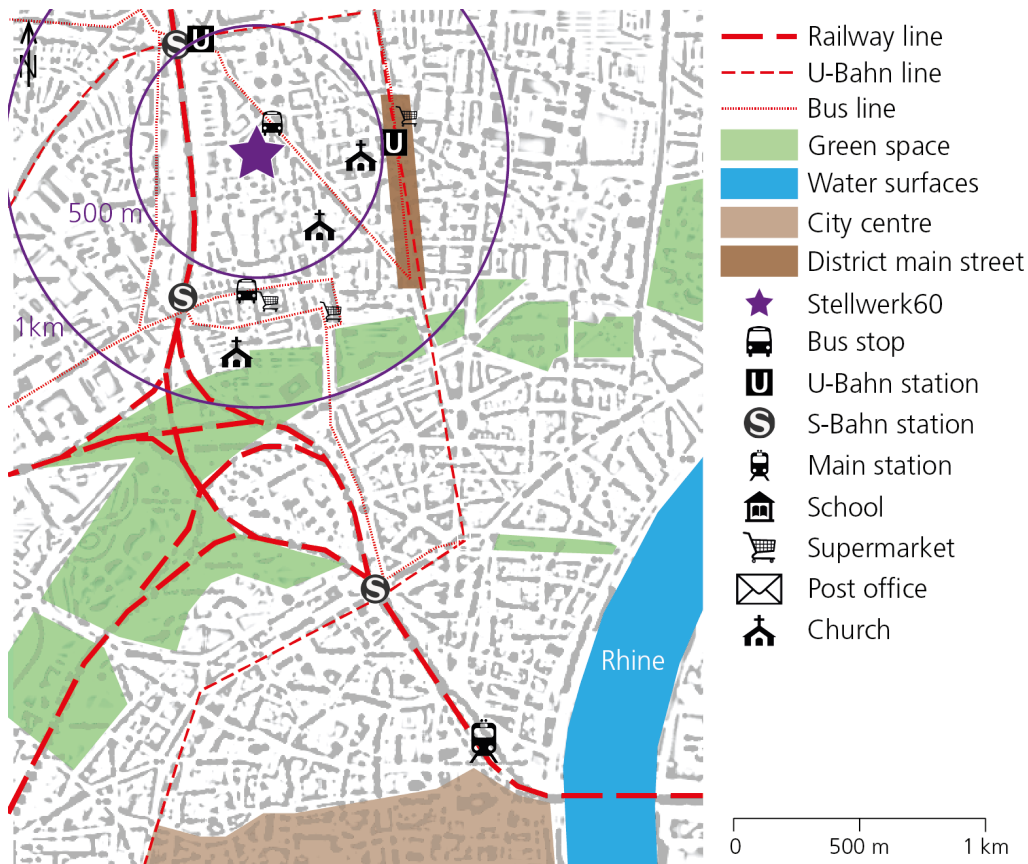 N
U
S
U
500 m
S
1km
S
Rhine
Railway line
U-Bahn line
Bus line
Green space
Water surfaces
City centre
District main street
Stellwerk60
Bus stop
U U-Bahn station
S S-Bahn station
Main station
School
Supermarket
Post office
Church
0 500 m 1 km